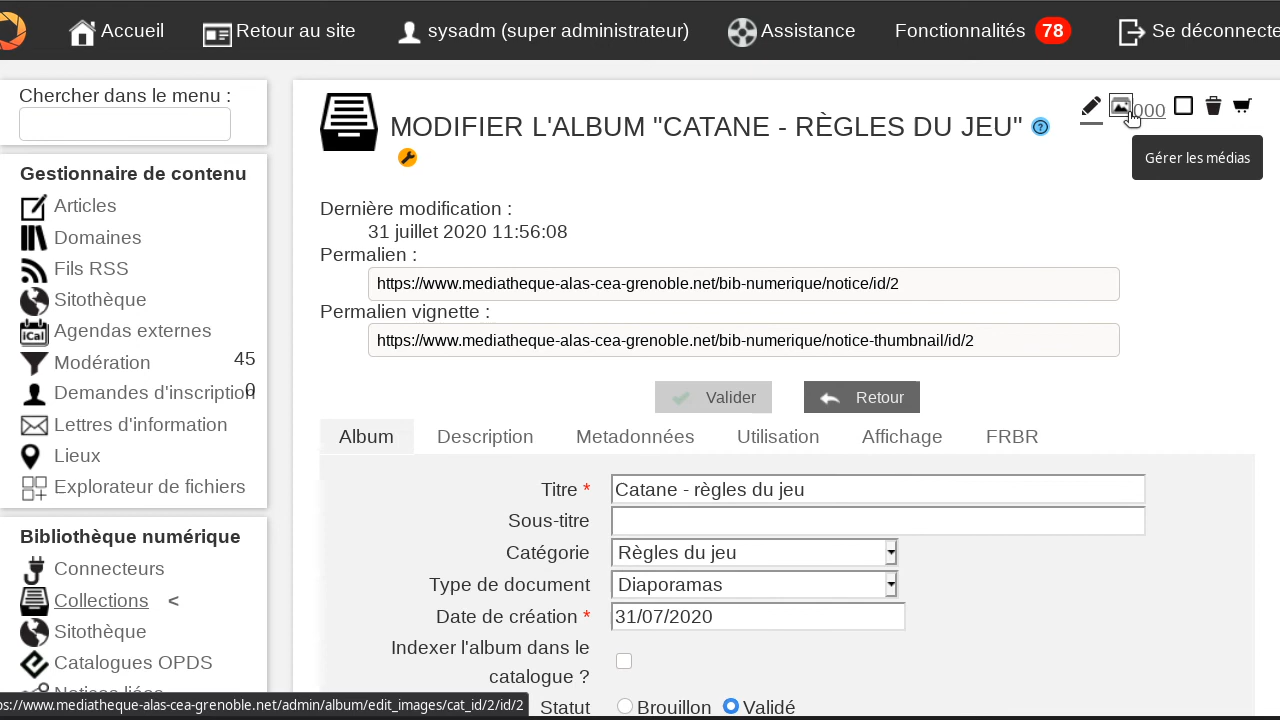 Accueil
Retour au site
sysadm (super administrateur)
Assistance
Fonctionnalités 78
Se déconnecte
Chercher dans le menu :
Gestionnaire de contenu
Articles
Domaines
Fils RSS
Sitothèque
Agendas externes
Modération 45
Demandes d'inscription 0
Lettres d'information
Lieux
Explorateur de fichiers
Bibliothèque numérique
Connecteurs
Collections <
Sitothèque
Catalogues OPDS
Notices liées
ps://www.mediatheque-alas-cea-grenoble.net/admin/album/edit_images/cat_id/2/id/2
MODIFIER L'ALBUM "CATANE - RÈGLES DU JEU"
Gérer les médias
Dernière modification :
31 juillet 2020 11:56:08
Permalien :
https://www.mediatheque-alas-cea-grenoble.net/bib-numerique/notice/id/2
Permalien vignette :
https://www.mediatheque-alas-cea-grenoble.net/bib-numerique/notice-thumbnail/id/2
Valider
Retour
Album
Description
Metadonnées
Utilisation
Affichage
FRBR
Titre * Catane - règles du jeu
Sous-titre
Catégorie Règles du jeu
Type de document Diaporamas
Date de création * 31/07/2020
Indexer l'album dans le
catalogue ?
Statut Brouillon Validé